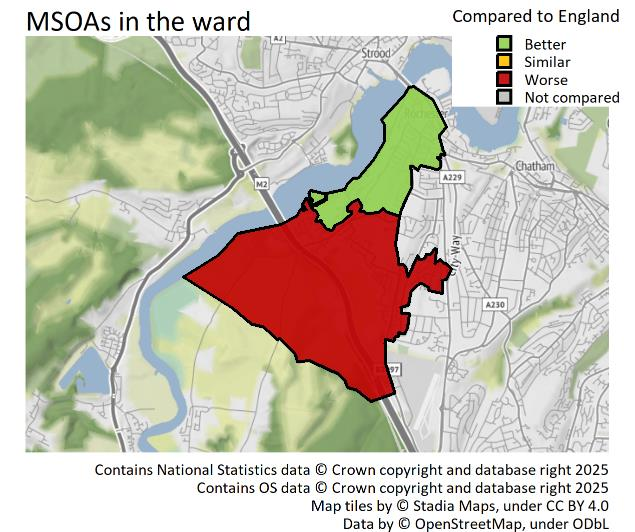 MSOAs in the ward
Compared to England
Better
Similar
Worse
Not compared
A2
Strood
Rochester
Chatham
A229
M2
A230
Contains National Statistics data © Crown copyright and database right 2025
Contains OS data © Crown copyright and database right 2025
Map tiles by © Stadia Maps, under CC BY 4.0
Data by © OpenStreetMap, under ODbL